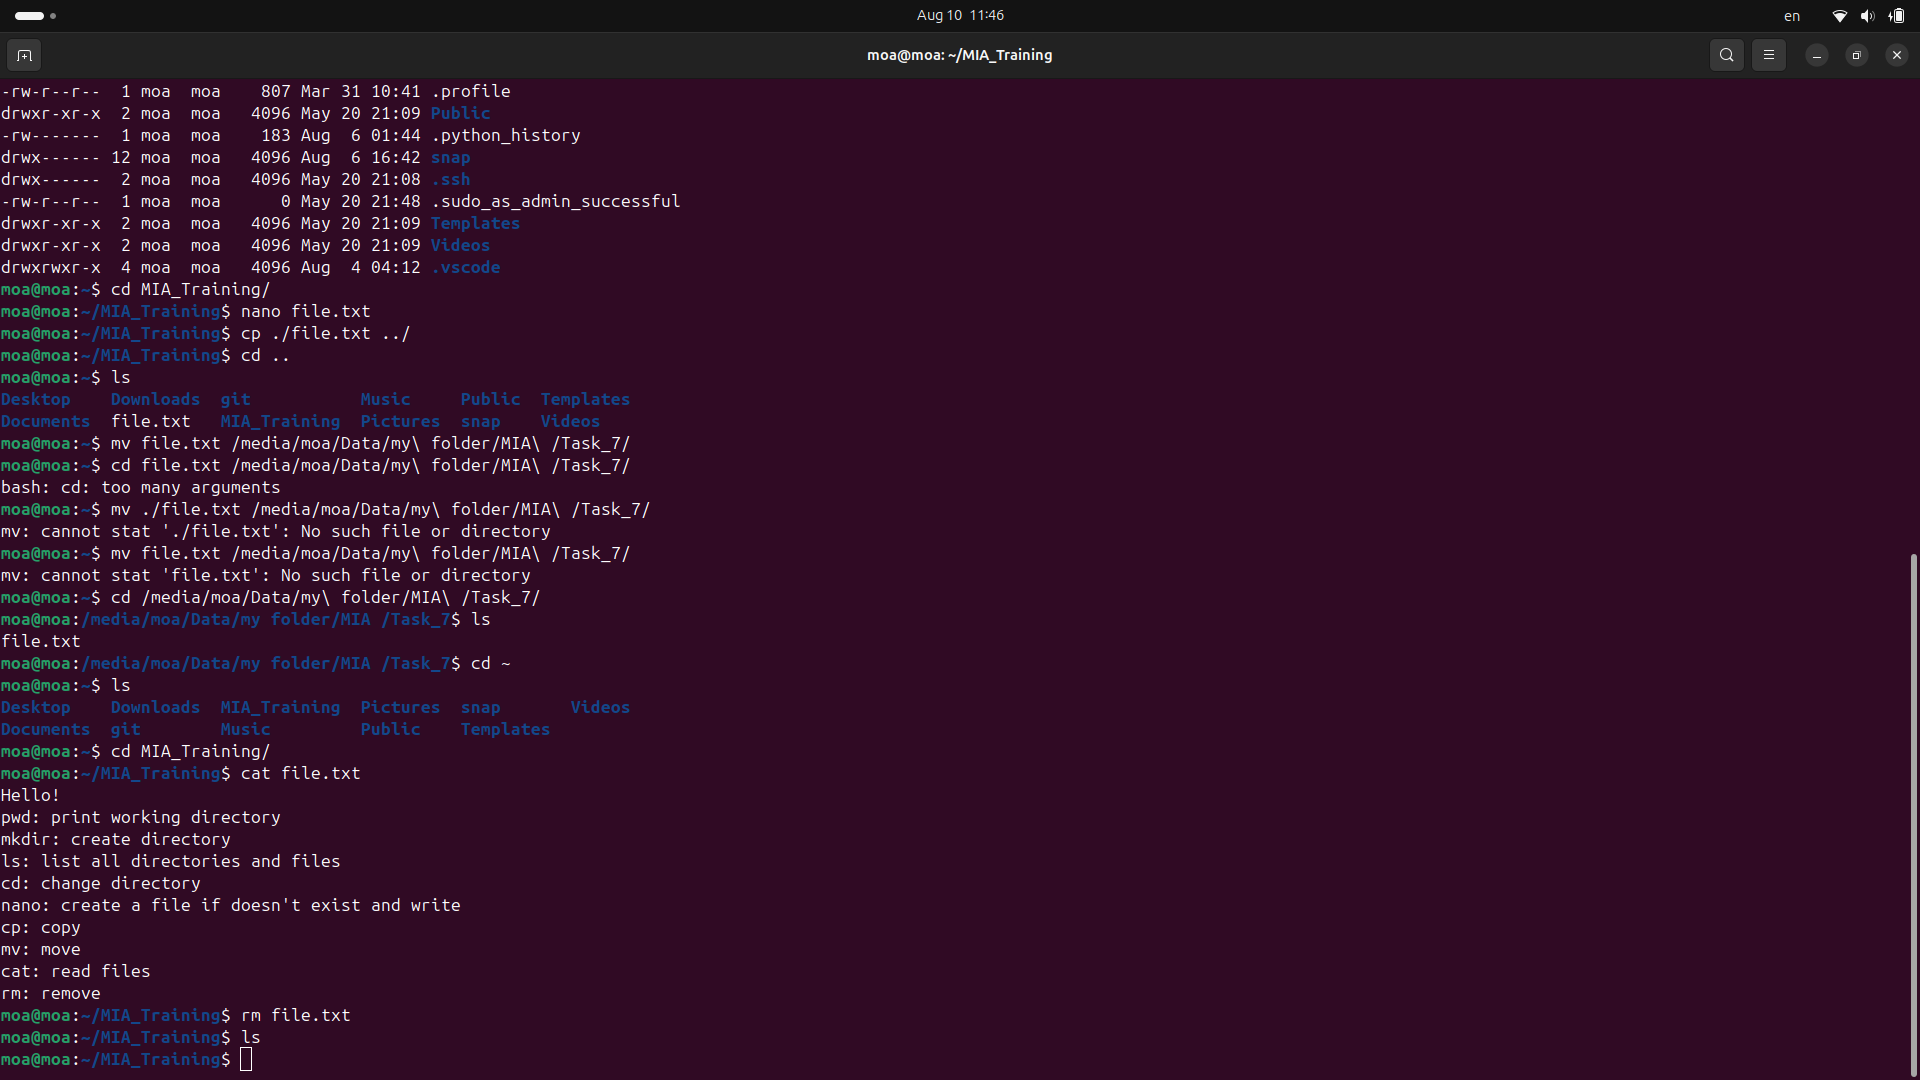 Aug 10 11:46
en
moa@moa: ~/MIA_Training
-rw-r--r--  1 moa  moa    807 Mar 31 10:41 .profile
drwxr-xr-x  2 moa  moa   4096 May 20 21:09 Public
-rw-------  1 moa  moa    183 Aug  6 01:44 .python_history
drwx------ 12 moa  moa   4096 Aug  6 16:42 snap
drwx------  2 moa  moa   4096 May 20 21:08 .ssh
-rw-r--r--  1 moa  moa      0 May 20 21:48 .sudo_as_admin_successful
drwxr-xr-x  2 moa  moa   4096 May 20 21:09 Templates
drwxr-xr-x  2 moa  moa   4096 May 20 21:09 Videos
drwxrwxr-x  4 moa  moa   4096 Aug  4 04:12 .vscode
moa@moa:~$ cd MIA_Training/
moa@moa:~/MIA_Training$ nano file.txt
moa@moa:~/MIA_Training$ cp ./file.txt ../
moa@moa:~/MIA_Training$ cd ..
moa@moa:~$ ls
Desktop    Downloads  git           Music     Public  Templates
Documents  file.txt   MIA_Training  Pictures  snap    Videos
moa@moa:~$ mv file.txt /media/moa/Data/my\ folder/MIA\ /Task_7/
moa@moa:~$ cd file.txt /media/moa/Data/my\ folder/MIA\ /Task_7/
bash: cd: too many arguments
moa@moa:~$ mv ./file.txt /media/moa/Data/my\ folder/MIA\ /Task_7/
mv: cannot stat './file.txt': No such file or directory
moa@moa:~$ mv file.txt /media/moa/Data/my\ folder/MIA\ /Task_7/
mv: cannot stat 'file.txt': No such file or directory
moa@moa:~$ cd /media/moa/Data/my\ folder/MIA\ /Task_7/
moa@moa:/media/moa/Data/my folder/MIA /Task_7$ ls
file.txt
moa@moa:/media/moa/Data/my folder/MIA /Task_7$ cd ~
moa@moa:~$ ls
Desktop    Downloads  MIA_Training  Pictures  snap       Videos
Documents  git        Music         Public    Templates
moa@moa:~$ cd MIA_Training/
moa@moa:~/MIA_Training$ cat file.txt
Hello!
pwd: print working directory
mkdir: create directory
ls: list all directories and files
cd: change directory
nano: create a file if doesn't exist and write
cp: copy
mv: move
cat: read files
rm: remove
moa@moa:~/MIA_Training$ rm file.txt
moa@moa:~/MIA_Training$ ls
moa@moa:~/MIA_Training$